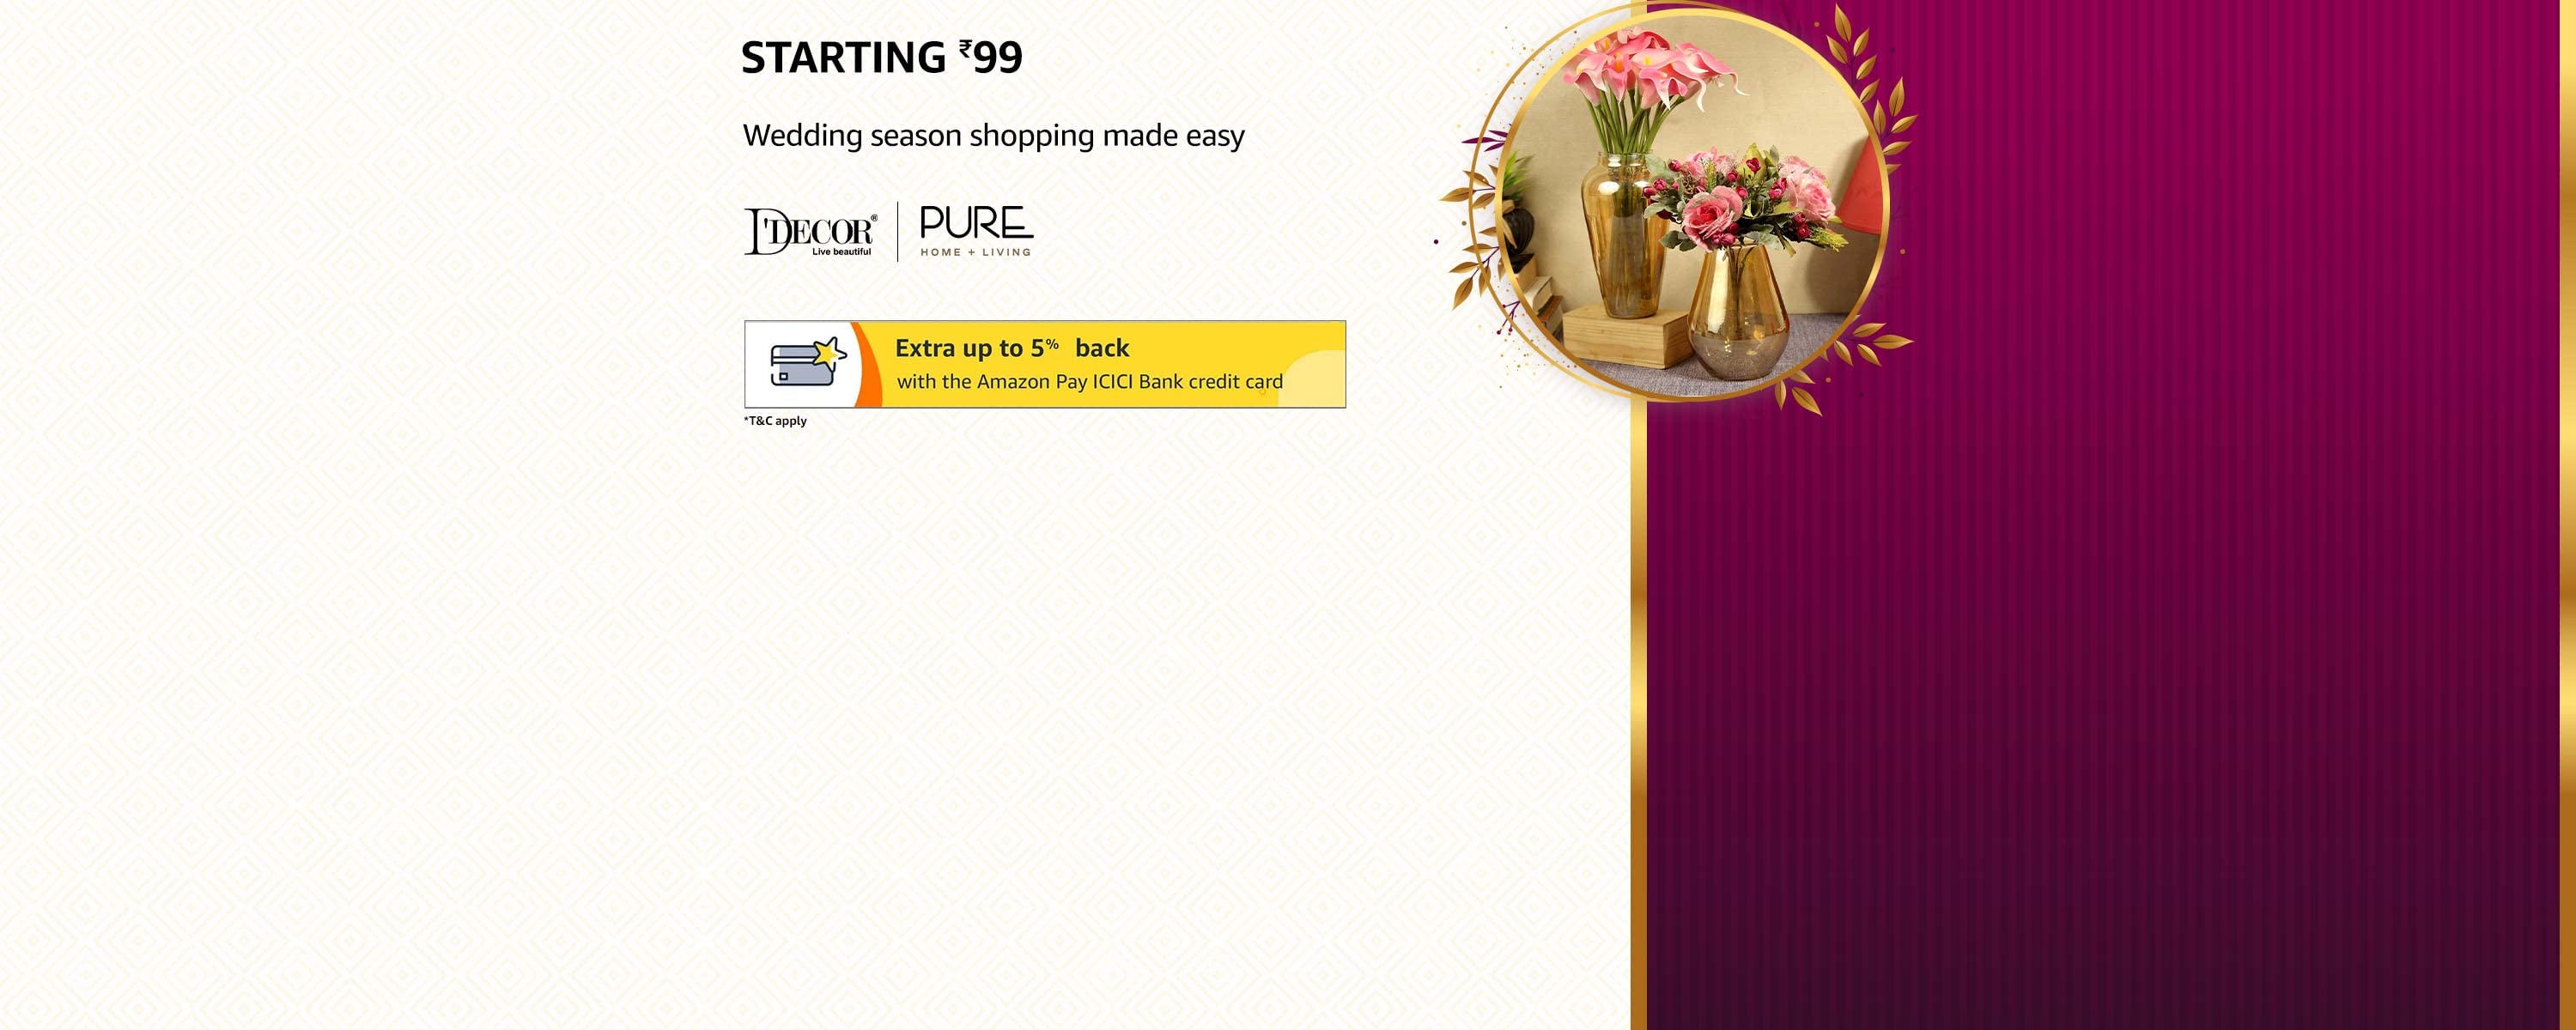 STARTING ₹99
Wedding season shopping made easy
D'DECOR®
Live beautiful
PURE
HOME + LIVING
Extra up to 5% back
with the Amazon Pay ICICI Bank credit card
*T&C apply